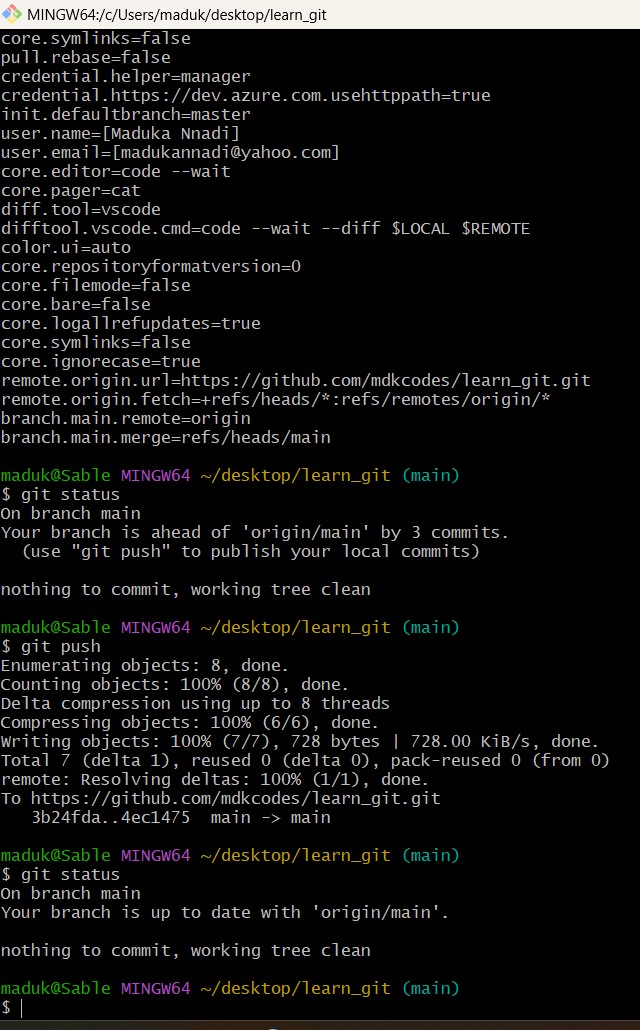 MINGW64:/c/Users/maduk/desktop/learn_git
core.symlinks=false
pull.rebase=false
credential.helper=manager
credential.https://dev.azure.com.usehttppath=true
init.defaultbranch=master
user.name=[Maduka Nnadi]
user.email=[madukannadi@yahoo.com]
core.editor=code --wait
core.pager=cat
diff.tool=vscode
difftool.vscode.cmd=code --wait --diff $LOCAL $REMOTE
color.ui=auto
core.repositoryformatversion=0
core.filemode=false
core.bare=false
core.logallrefupdates=true
core.symlinks=false
core.ignorecase=true
remote.origin.url=https://github.com/mdkcodes/learn_git.git
remote.origin.fetch=+refs/heads/*:refs/remotes/origin/*
branch.main.remote=origin
branch.main.merge=refs/heads/main
maduk@Sable MINGW64 ~/desktop/learn_git (main)
$ git status
On branch main
Your branch is ahead of 'origin/main' by 3 commits.
  (use "git push" to publish your local commits)
nothing to commit, working tree clean
maduk@Sable MINGW64 ~/desktop/learn_git (main)
$ git push
Enumerating objects: 8, done.
Counting objects: 100% (8/8), done.
Delta compression using up to 8 threads
Compressing objects: 100% (6/6), done.
Writing objects: 100% (7/7), 728 bytes | 728.00 KiB/s, done.
Total 7 (delta 1), reused 0 (delta 0), pack-reused 0 (from 0)
remote: Resolving deltas: 100% (1/1), done.
To https://github.com/mdkcodes/learn_git.git
   3b24fda..4ec1475  main -> main
maduk@Sable MINGW64 ~/desktop/learn_git (main)
$ git status
On branch main
Your branch is up to date with 'origin/main'.
nothing to commit, working tree clean
maduk@Sable MINGW64 ~/desktop/learn_git (main)
$